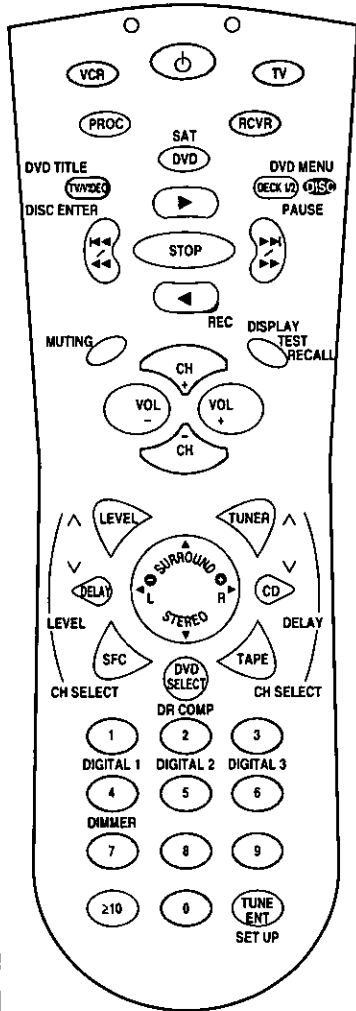 VCR
TV
PROC
RCVR
SAT
DVD TITLE
DVD
DVD MENU
TV/VIDEO
DECK 1/2
DISC
DISC ENTER
PAUSE
STOP
REC
DISPLAY
MUTING
TEST
RECALL
CH
+
VOL
-
VOL
+
-
CH
LEVEL
TUNER
SURROUND
DELAY
L
R
CD
LEVEL
STEREO
DELAY
SFC
DVD
SELECT
TAPE
CH SELECT
CH SELECT
DR COMP
1
2
3
DIGITAL 1
DIGITAL 2
DIGITAL 3
4
5
6
DIMMER
7
8
9
≥10
0
TUNE
ENT
SET UP